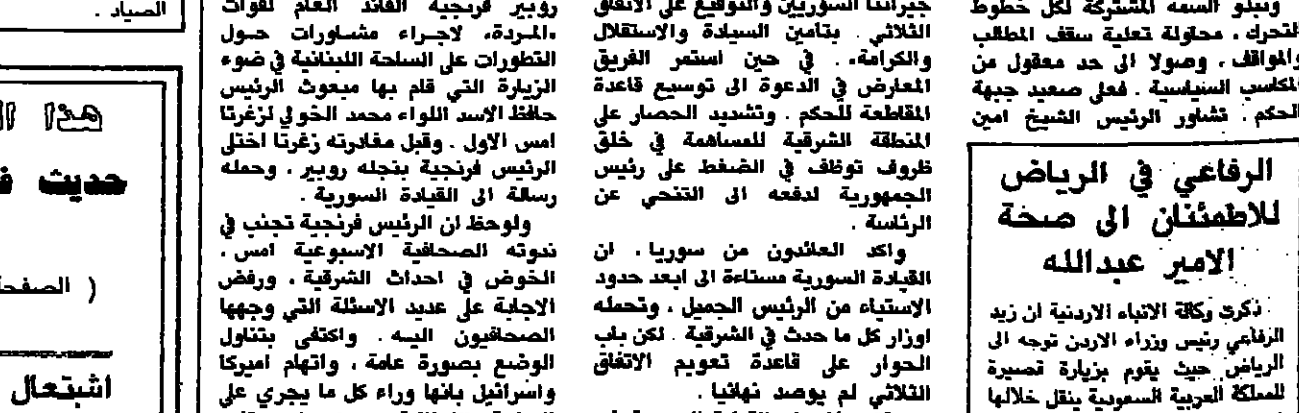 وتبدو السمة المشتركة لكل خطوط
التحرك ، محاولة تعلية سقف المطالب
والمواقف ، وصولا الى حد معقول من
المكاسب السياسية . فعلى صعيد جبهة
الحكم . تشاور الرئيس الشيخ امين
الرفاعي في الرياض
للاطمئنان الى صحة
الامير عبدالله
ذكرت وكالة الانباء الاردنية ان زيد
الرفاعي رئيس وزراء الاردن توجه الى
الرياض حيث يقوم بزيارة قصيرة
للمملكة العربية السعودية ينقل خلالها
جيراننا السوريين والتوقيع على الاتفاق
الثلاثي . بتامين السيادة والاستقلال
والكرامة» . في حين استمر الفريق
المعارض في الدعوة الى توسيع قاعدة
المقاطعة للحكم . وتشديد الحصار على
المنطقة الشرقية للمساهمة في خلق
ظروف توظف في الضغط على رئيس
الجمهورية لدفعه الى التنحي عن
الرئاسة .
واكد العائدون من سوريا ، ان
القيادة السورية مستاءة الى ابعد حدود
الاستياء من الرئيس الجميل ، وتحمله
اوزار كل ما حدث في الشرقية . لكن باب
الحوار على قاعدة تعويم الاتفاق
الثلاثي لم يوصد نهائيا .
روبير فرنجية القائد العام لقوات
«المردة» لاجراء مشاورات حول
التطورات على الساحة اللبنانية في ضوء
الزيارة التي قام بها مبعوث الرئيس
حافظ الاسد اللواء محمد الخولي لزغرتا
امس الاول . وقبل مغادرته زغرتا اختلى
الرئيس فرنجية بنجله روبير ، وحمله
رسالة الى القيادة السورية .
ولوحظ ان الرئيس فرنجية تجنب في
ندوته الصحافية الاسبوعية امس ،
الخوض في احداث الشرقية ، ورفض
الاجابة على عديد الاسئلة التي وجهها
الصحافيون اليه . واكتفى بتناول
الوضع بصورة عامة ، واتهام اميركا
واسرائيل بانها وراء كل ما يجري على
الصياد .
هذا
حديث
( الصفحة
اشتعال